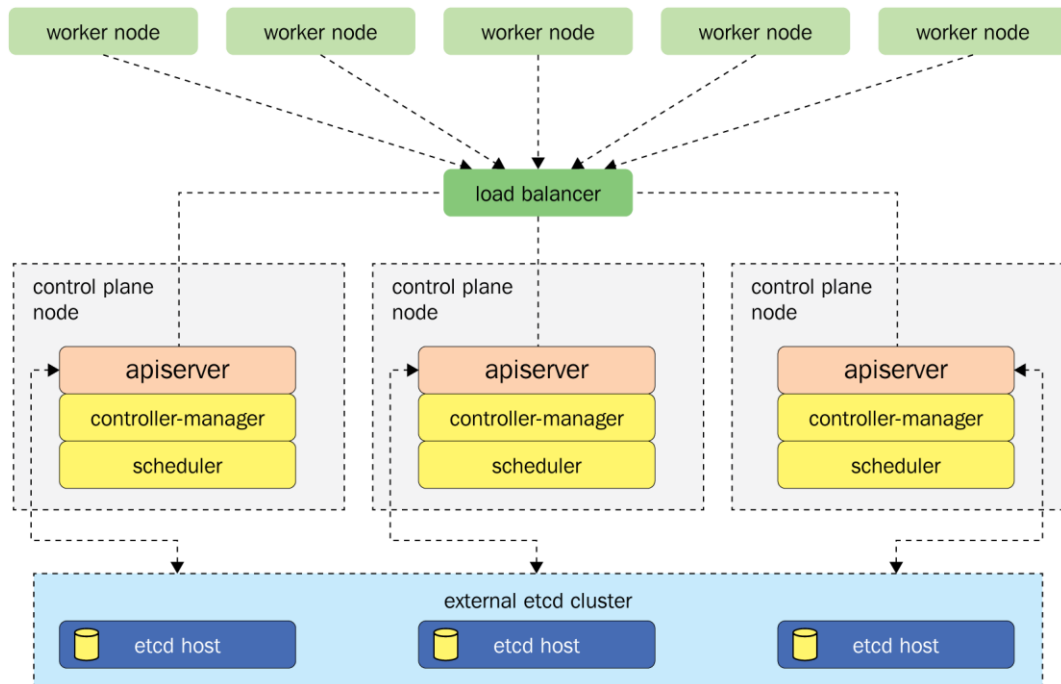 worker node
worker node
worker node
worker node
worker node
load balancer
control plane
node
control plane
node
control plane
node
apiserver
apiserver
apiserver
controller-manager
controller-manager
controller-manager
scheduler
scheduler
scheduler
external etcd cluster
etcd host
etcd host
etcd host